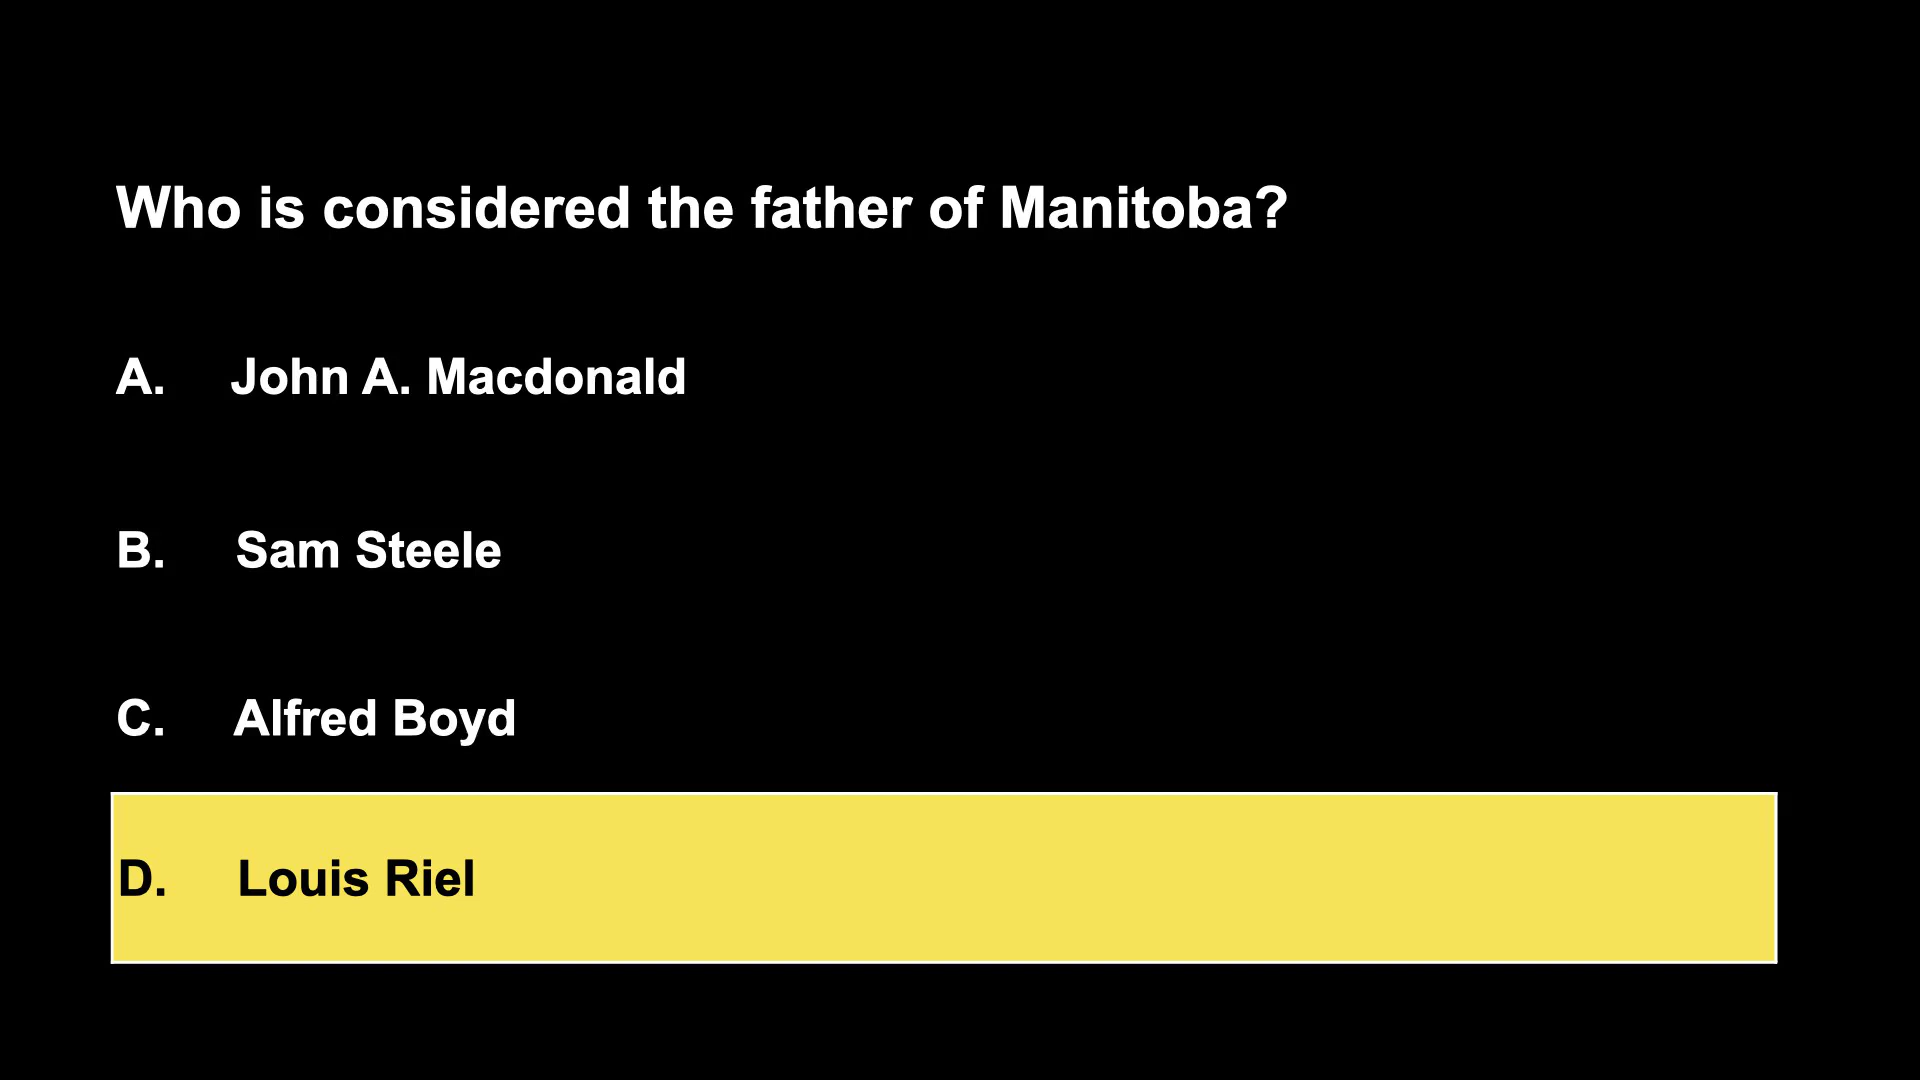 Who is considered the father of Manitoba?
A. John A. Macdonald
B. Sam Steele
C. Alfred Boyd
D. Louis Riel